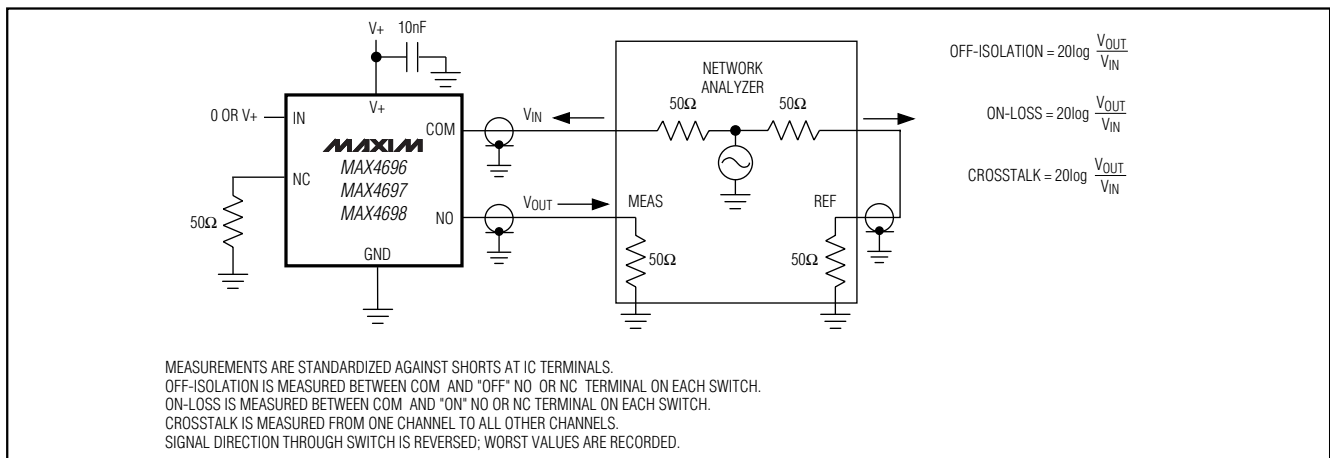 V+
10nF
V+
0 OR V+
IN
COM
MAXIM
MAX4696
MAX4697
MAX4698
NC
NO
50Ω
GND
VIN
VOUT
NETWORK
ANALYZER
50Ω
50Ω
MEAS
REF
50Ω
50Ω
OFF-ISOLATION = 20log VOUT/VIN
ON-LOSS = 20log VOUT/VIN
CROSSTALK = 20log VOUT/VIN
MEASUREMENTS ARE STANDARDIZED AGAINST SHORTS AT IC TERMINALS.
OFF-ISOLATION IS MEASURED BETWEEN COM AND "OFF" NO OR NC TERMINAL ON EACH SWITCH.
ON-LOSS IS MEASURED BETWEEN COM AND "ON" NO OR NC TERMINAL ON EACH SWITCH.
CROSSTALK IS MEASURED FROM ONE CHANNEL TO ALL OTHER CHANNELS.
SIGNAL DIRECTION THROUGH SWITCH IS REVERSED; WORST VALUES ARE RECORDED.